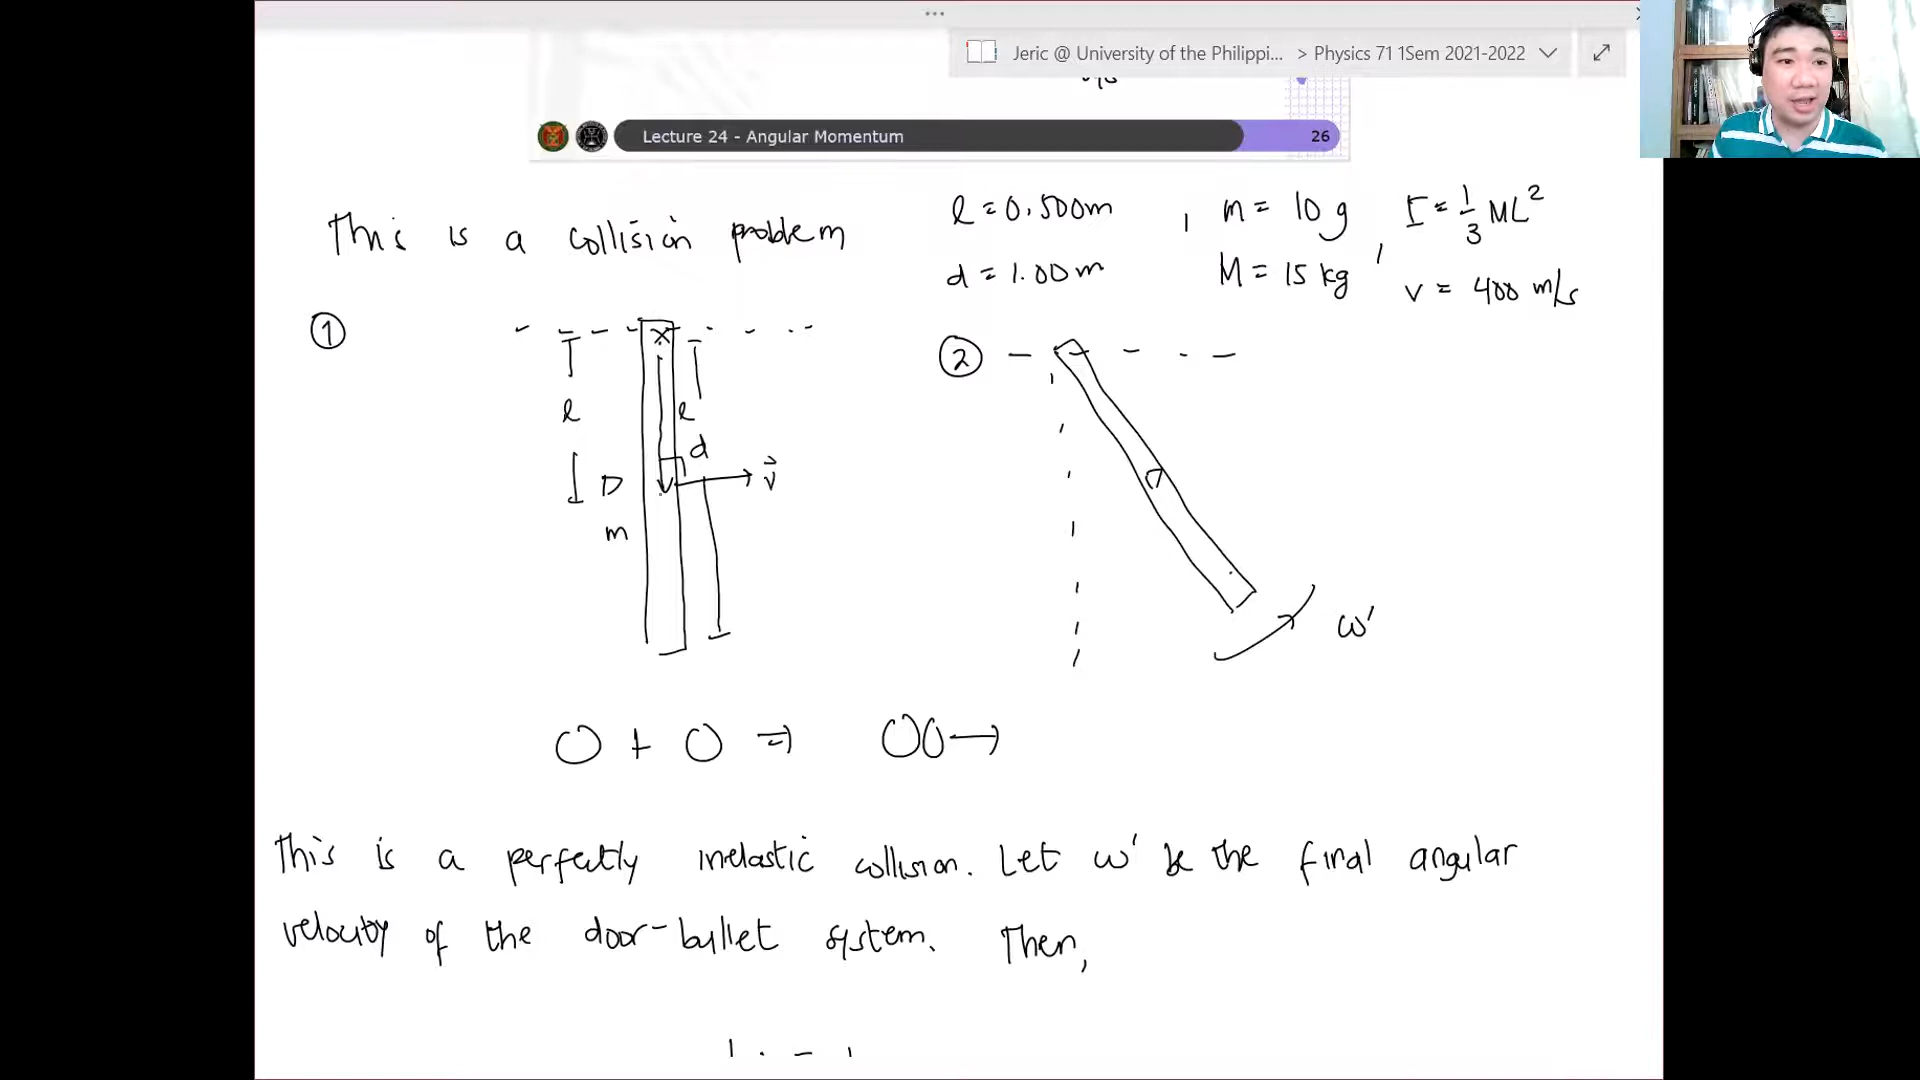 Jeric @ University of the Philippi... > Physics 71 1Sem 2021-2022
Lecture 24 - Angular Momentum 26
This is a collision problem
l = 0.500m , m = 10 g , I = 1/3 ML²
d = 1.00m M = 15 kg v = 400 m/s
①
②
l
l
d
D
v⃗
m
ω'
O + O ⇒ OO→
This is a perfectly inelastic collision. Let ω' be the final angular
velocity of the door-bullet system. Then,